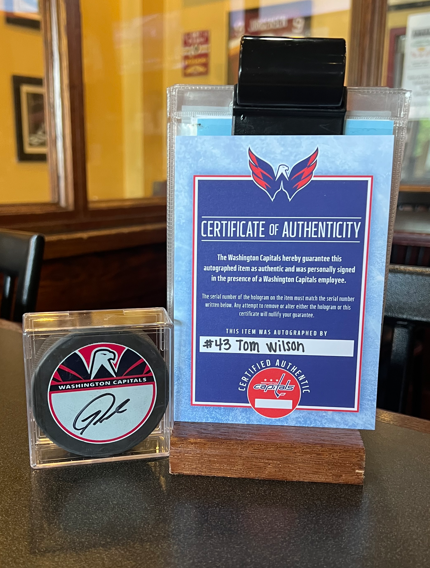 CERTIFICATE OF AUTHENTICITY
The Washington Capitals hereby guarantee this
autographed item as authentic and was personally signed
in the presence of a Washington Capitals employee.
The serial number of the hologram on the item must match the serial number
written below. Any attempt to remove or alter either the hologram or this
certificate will nullify your guarantee.
THIS ITEM WAS AUTOGRAPHED BY
#43 Tom Wilson
CERTIFIED AUTHENTIC
capitals
WASHINGTON CAPITALS